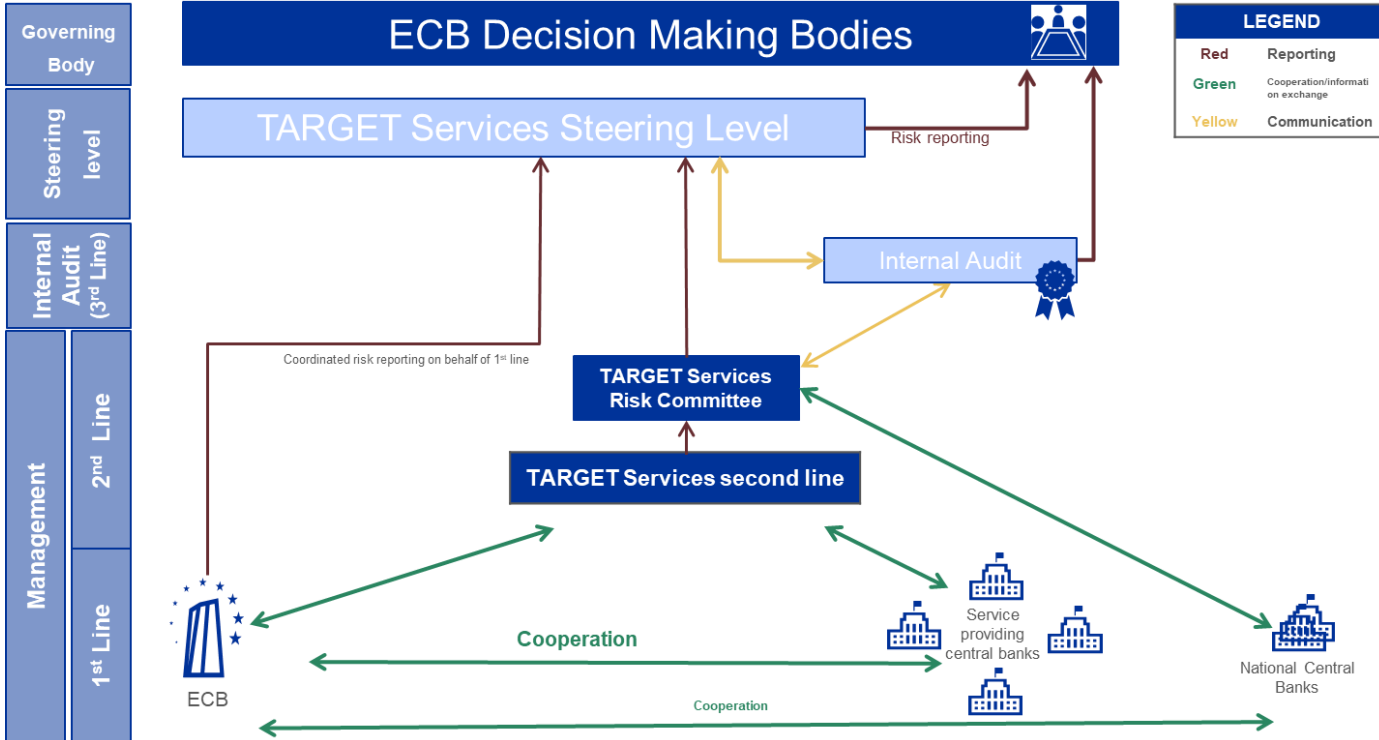 Governing
Body
ECB Decision Making Bodies
LEGEND
Red Reporting
Green Cooperation/informati
on exchange
Yellow Communication
Steering
level
TARGET Services Steering Level
Risk reporting
Internal
Audit
(3rd Line)
Internal Audit
Management
2nd Line
1st Line
Coordinated risk reporting on behalf of 1st line
TARGET Services
Risk Committee
TARGET Services second line
Cooperation
Service
providing
central banks
ECB
National Central
Banks
Cooperation